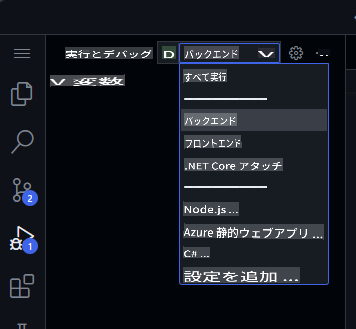 実行とデバッグ D バックエンド ...
変数
すべて実行
バックエンド
フロントエンド
.NET Core アタッチ
2
Node.js ...
Azure 静的ウェブアプリ ...
1
C# ...
設定を追加 ...